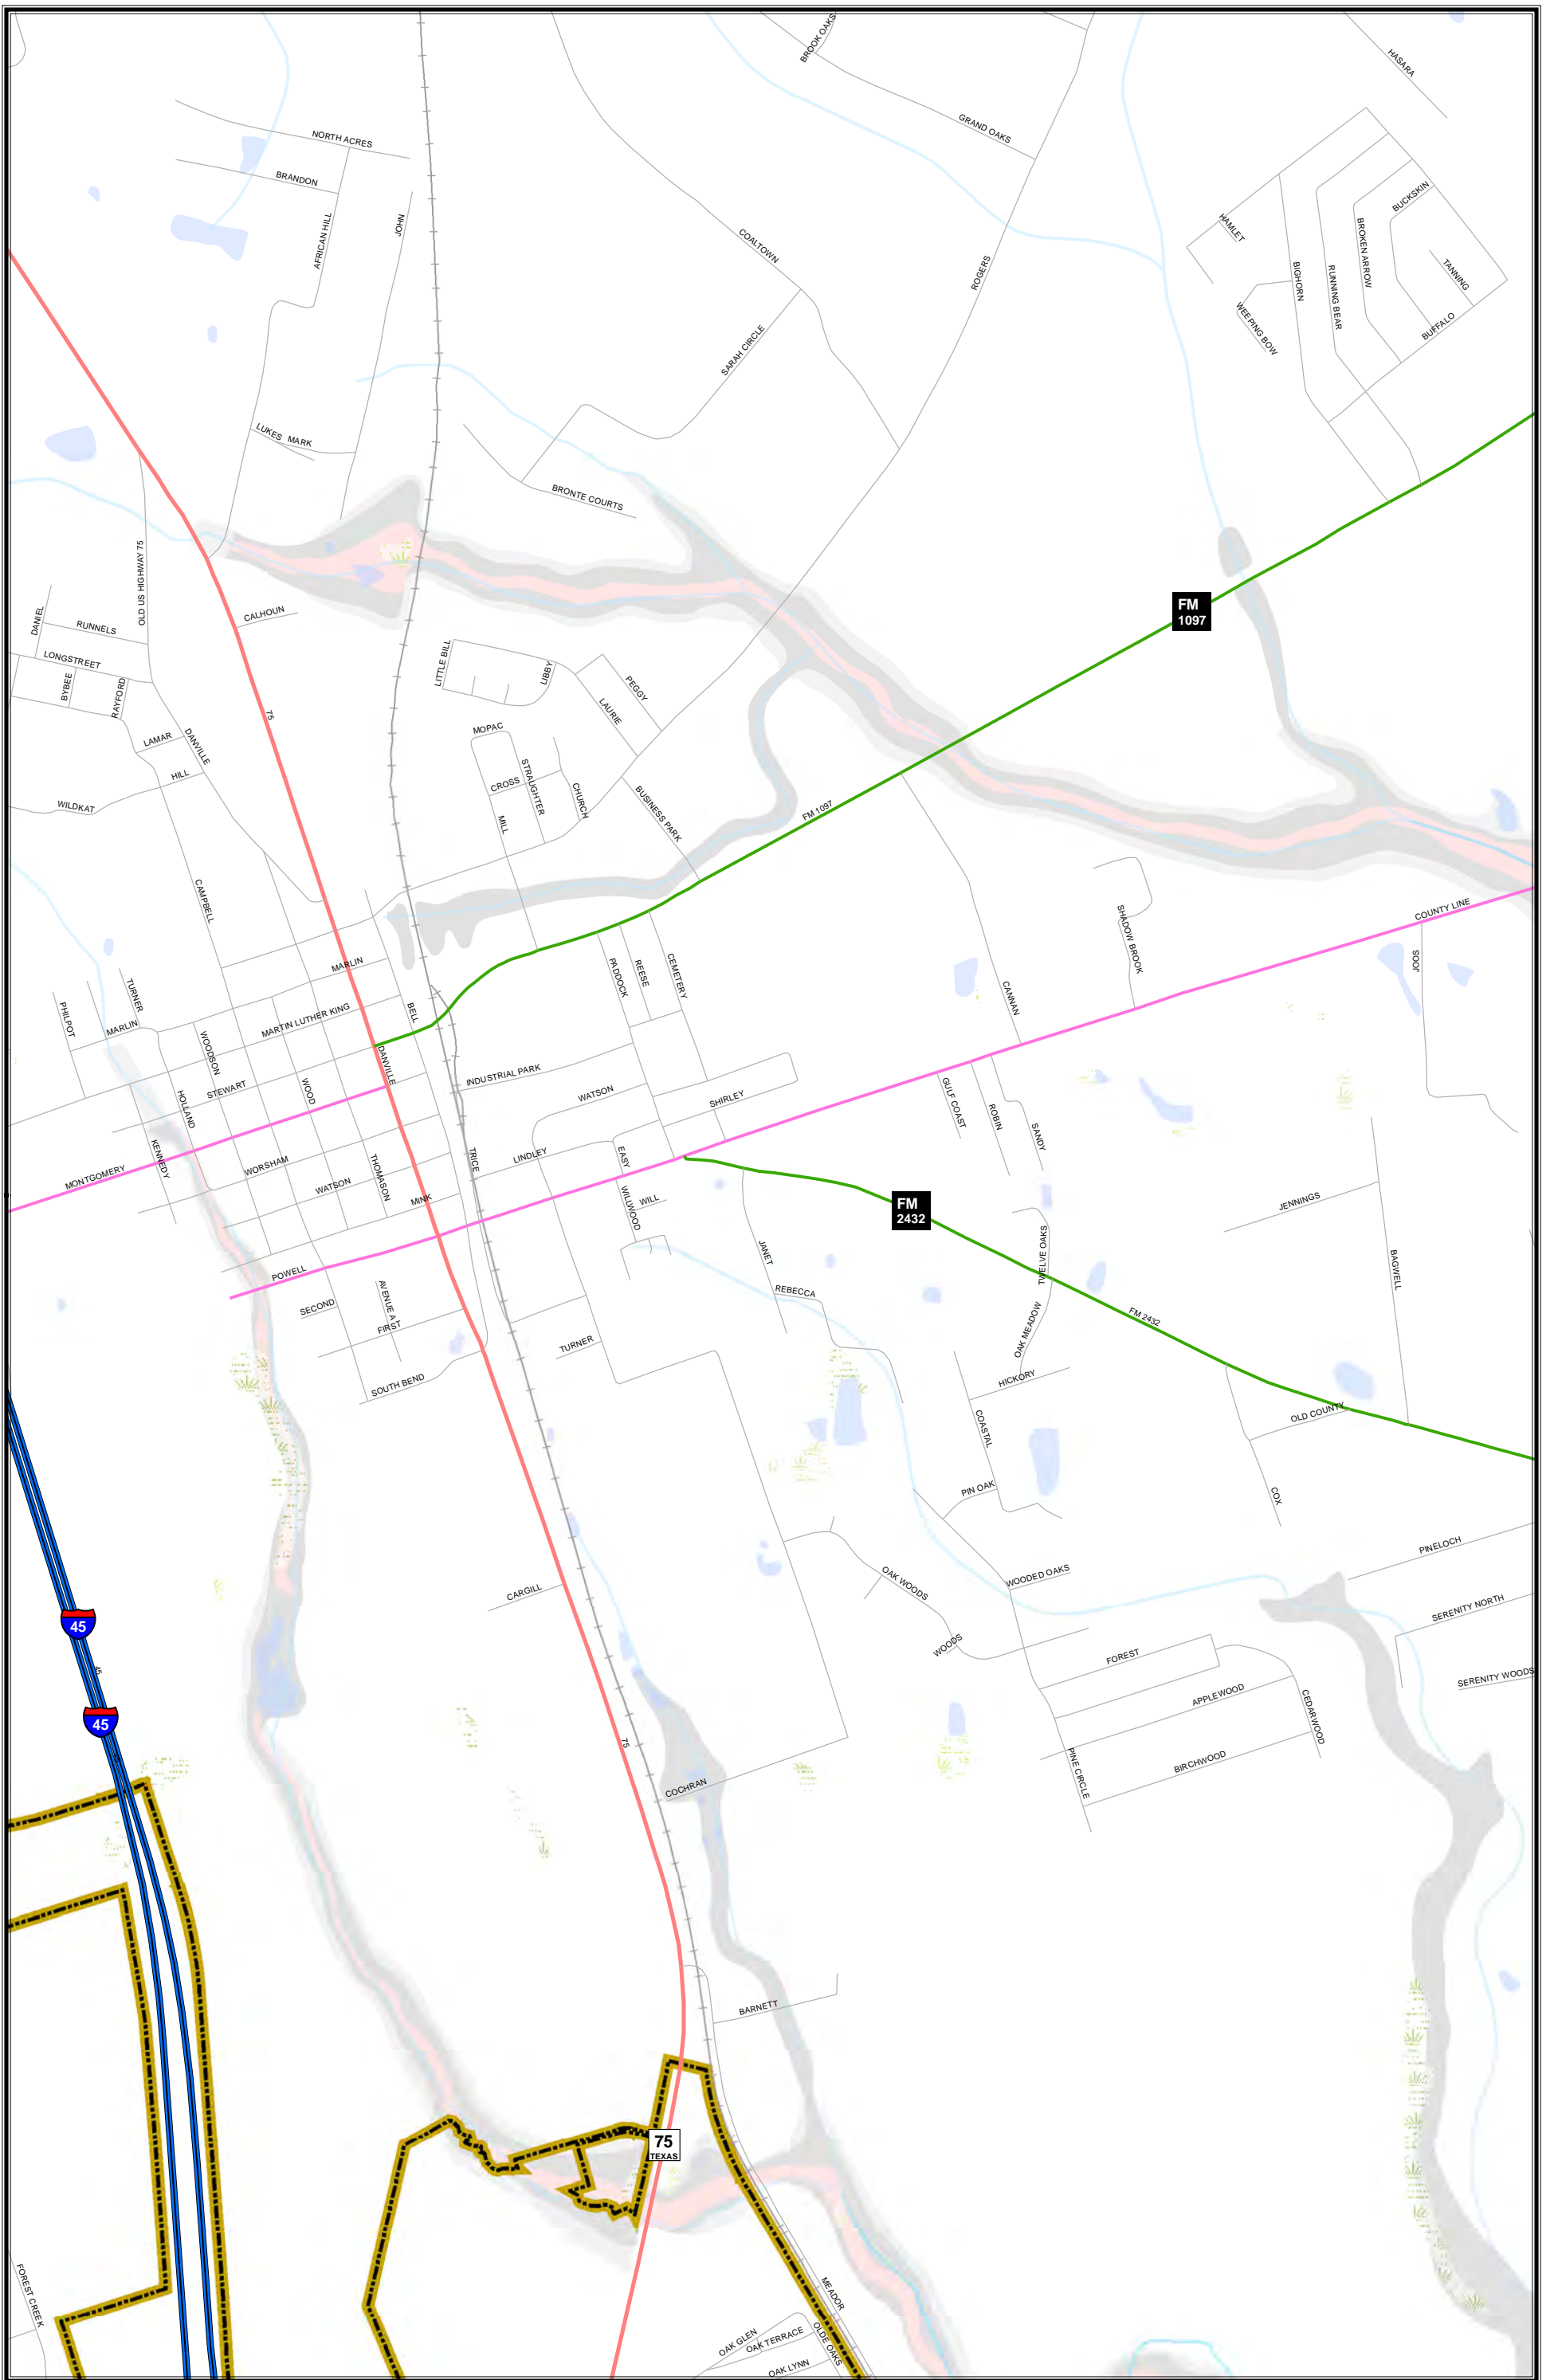 BROOK OAKS
HASARA
GRAND OAKS
NORTH ACRES
BRANDON
AFRICAN HILL
JOHN
COALTOWN
ROGERS
HAMLET
BUCKSKIN
BROKEN ARROW
BIGHORN
RUNNING BEAR
TANNING
WEEPING BOW
BUFFALO
SARAH CIRCLE
LUKES MARK
BRONTE COURTS
OLD US HIGHWAY 75
DANIEL
RUNNELS
CALHOUN
FM
1097
LONGSTREET
BYBEE
RAYFORD
LITTLE BILL
LIBBY
PEGGY
LAURIE
75
MOPAC
LAMAR
DANVILLE
HILL
CROSS
STRAUGHTER
CHURCH
WILDKAT
MILL
BUSINESS PARK
FM 1097
CAMPBELL
COUNTY LINE
SHADOW BROOK
SOOL
MARLIN
PADDOCK
REESE
CEMETERY
CANNAN
TURNER
PHILPOT
MARLIN
MARTIN LUTHER KING
BELL
WOODSON
DANVILLE
INDUSTRIAL PARK
STEWART
WOOD
HOLLAND
WATSON
SHIRLEY
GULF COAST
ROBIN
SANDY
KENNEDY
MONTGOMERY
WORSHAM
THOMASON
TRICE
LINDLEY
EASY
WATSON
MINK
WILLWOOD
WILL
FM
2432
JENNINGS
JANET
TWELVE OAKS
BAGWELL
POWELL
SECOND
AVENUE A
FIRST
REBECCA
FM 2432
OAK MEADOW
TURNER
SOUTH BEND
HICKORY
COASTAL
OLD COUNTY
PIN OAK
COX
PINELOCH
CARGILL
OAK WOODS
WOODED OAKS
SERENITY NORTH
45
WOODS
FOREST
45
SERENITY WOODS
APPLEWOOD
CEDARWOOD
45
75
PINE CIRCLE
BIRCHWOOD
COCHRAN
BARNETT
75
TEXAS
FOREST CREEK
MEADOR
OAK GLEN
OAK TERRACE
OLDE OAKS
OAK LYNN